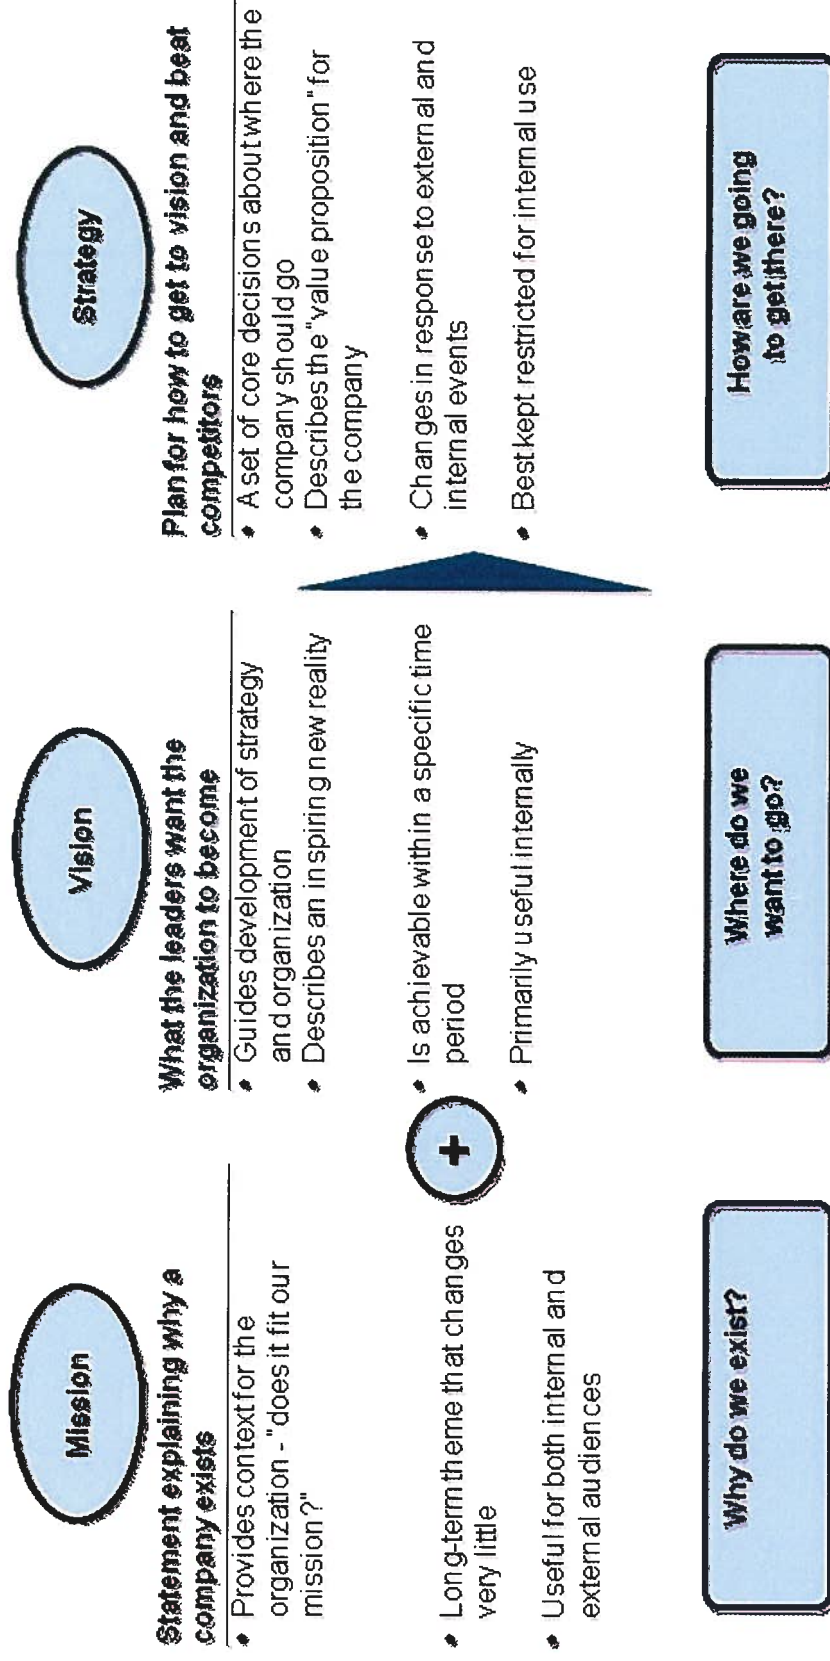 Mission
Statement explaining why a
company exists
• Provides context for the
organization - "does it fit our
mission?"
• Long-term theme that changes
very little
• Useful for both internal and
external audiences
Why do we exist?
+
Vision
What the leaders want the
organization to become
• Guides development of strategy
and organization
• Describes an inspiring new reality
• Is achievable within a specific time
period
• Primarily useful internally
Where do we
want to go?
Strategy
Plan for how to get to vision and beat
competitors
• A set of core decisions about where the
company should go
• Describes the "value proposition" for
the company
• Changes in response to external and
internal events
• Best kept restricted for internal use
How are we going
to get there?